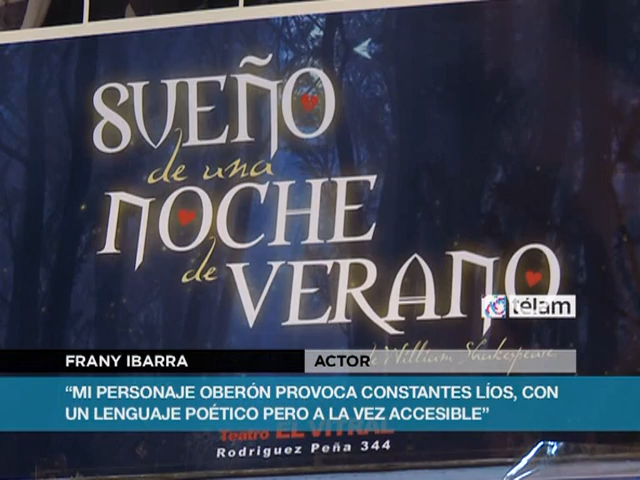 SUEÑO
de una
NOCHE
de VERANO
télam
FRANY IBARRA ACTOR
de William Shakespeare
"MI PERSONAJE OBERÓN PROVOCA CONSTANTES LÍOS, CON
UN LENGUAJE POÉTICO PERO A LA VEZ ACCESIBLE"
Teatro EL VITRAL
Rodriguez Peña 344